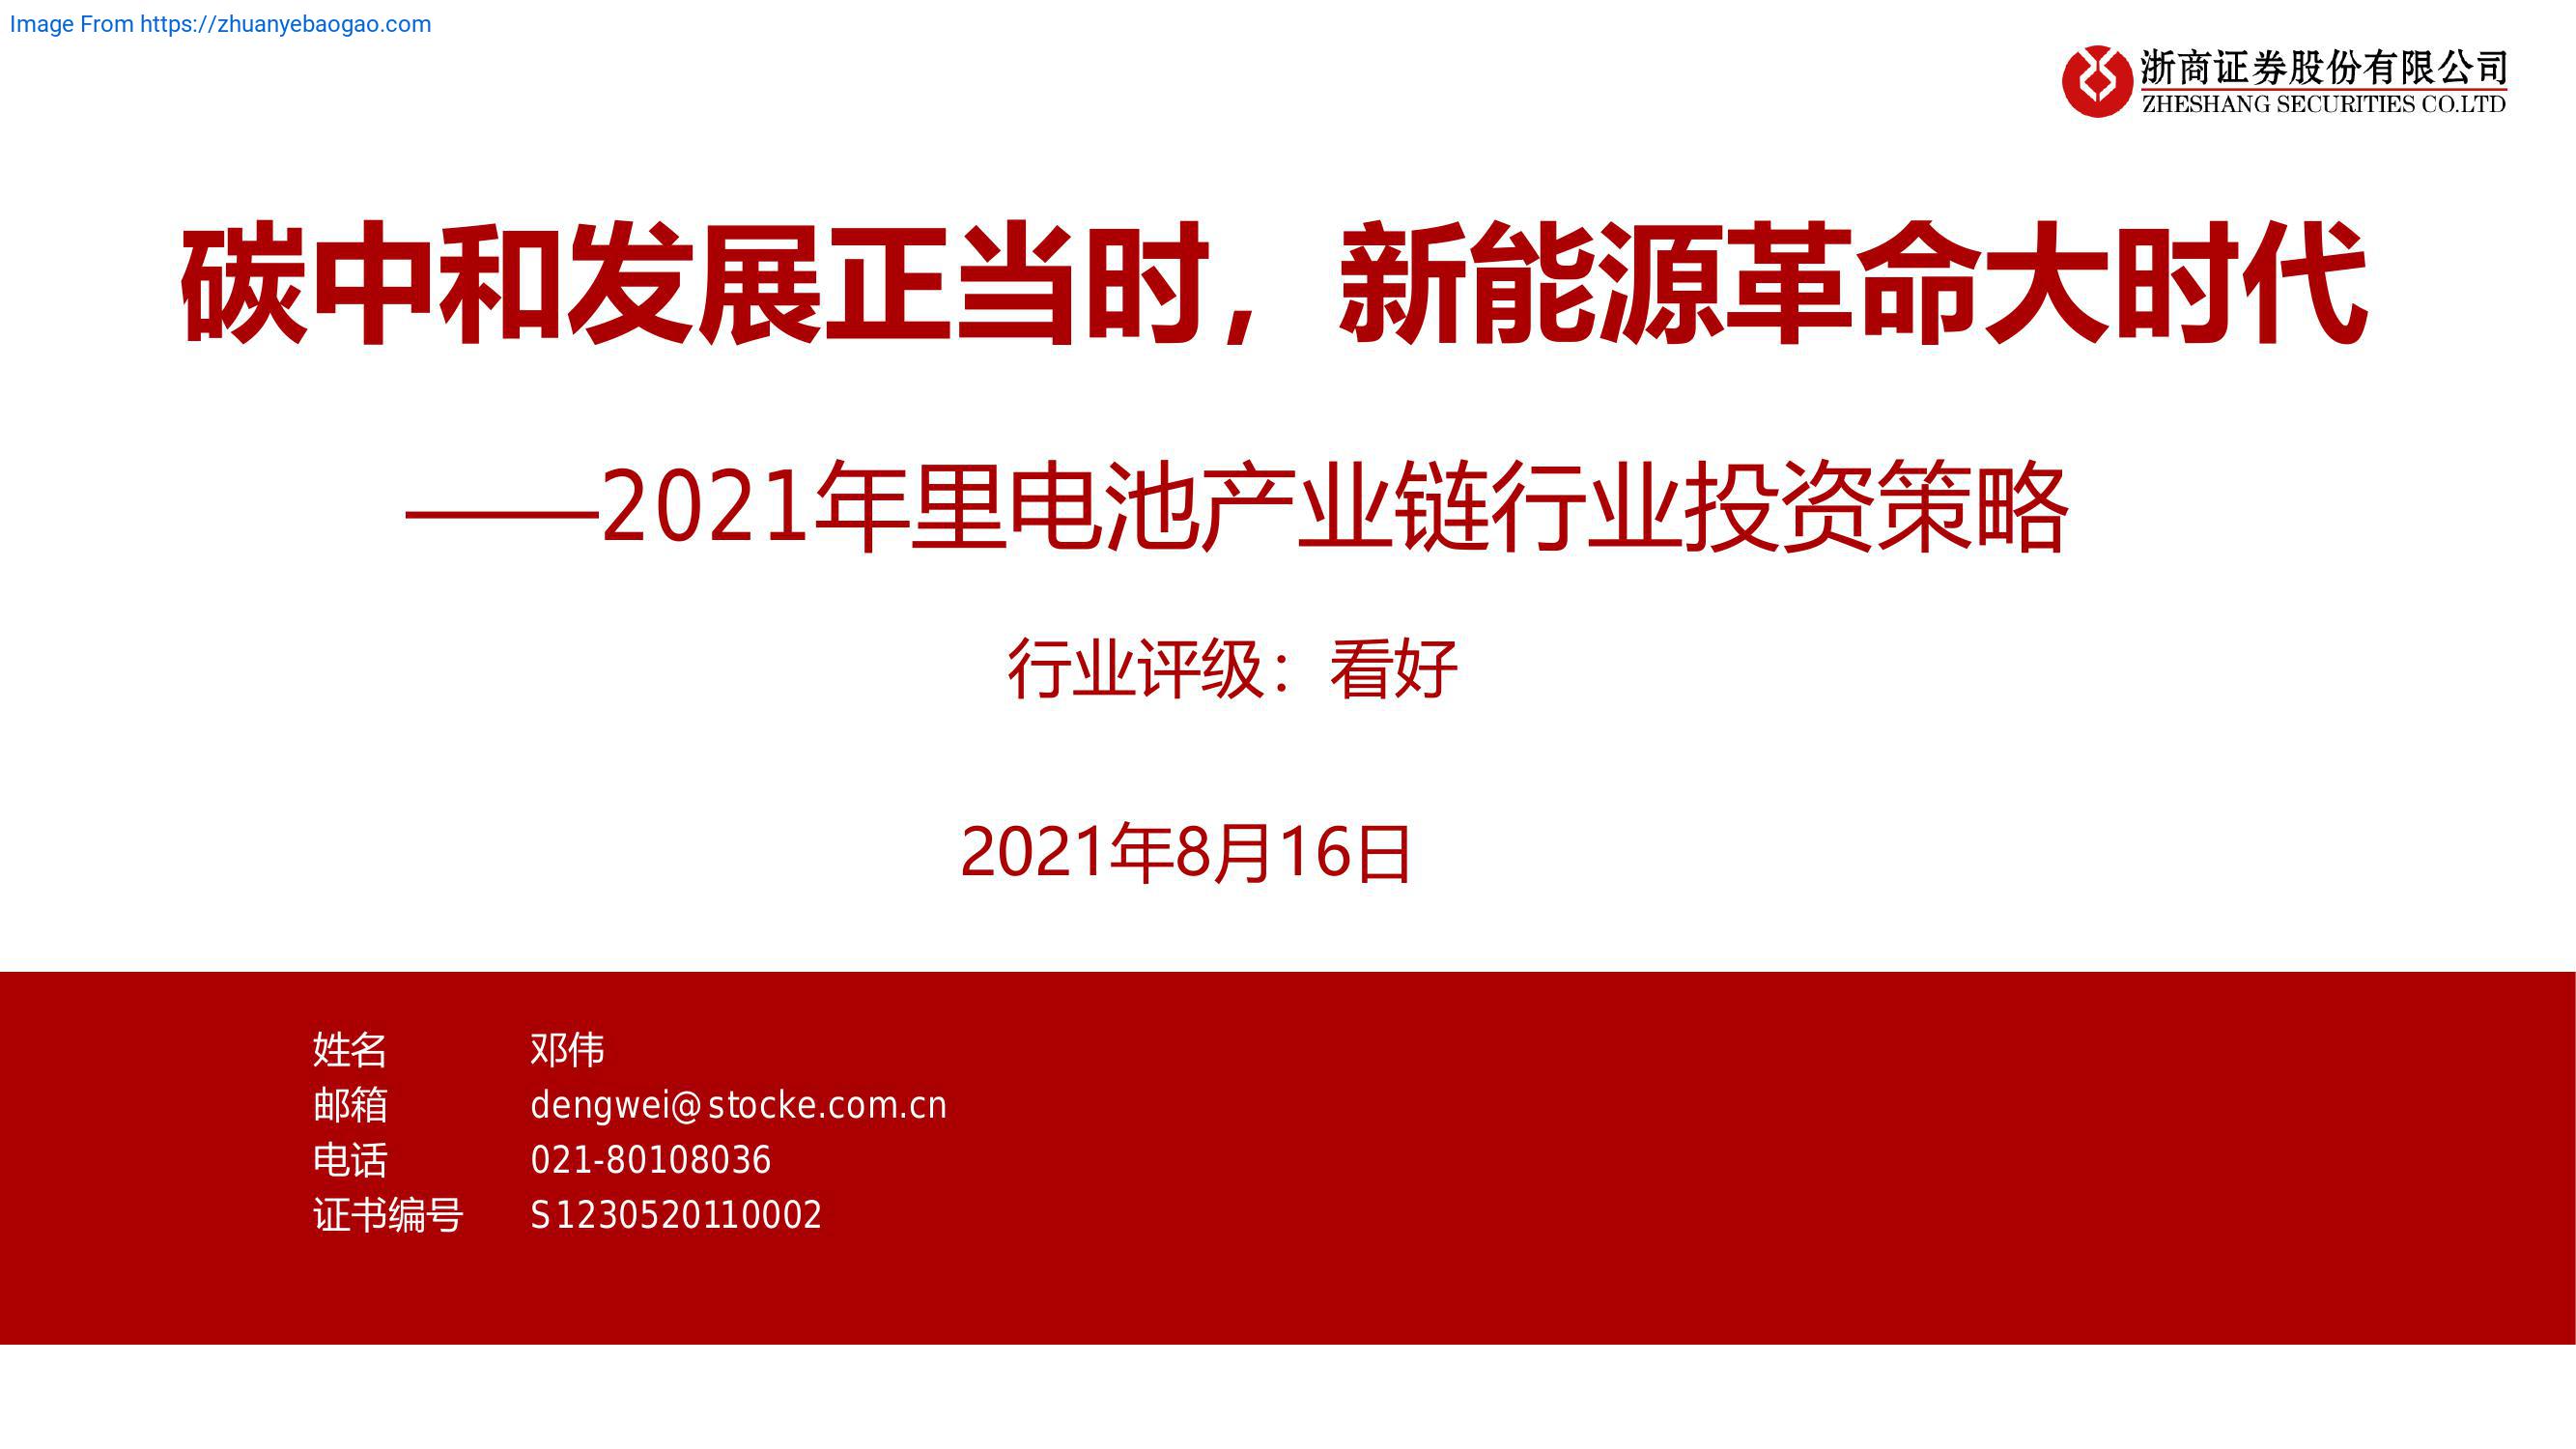 Image From https://zhuanyebaogao.com
浙商证券股份有限公司
ZHESHANG SECURITIES CO.LTD
碳中和发展正当时，新能源革命大时代
——2021年里电池产业链行业投资策略
行业评级：看好
2021年8月16日
姓名 邓伟
邮箱 dengwei@stocke.com.cn
电话 021-80108036
证书编号 S1230520110002